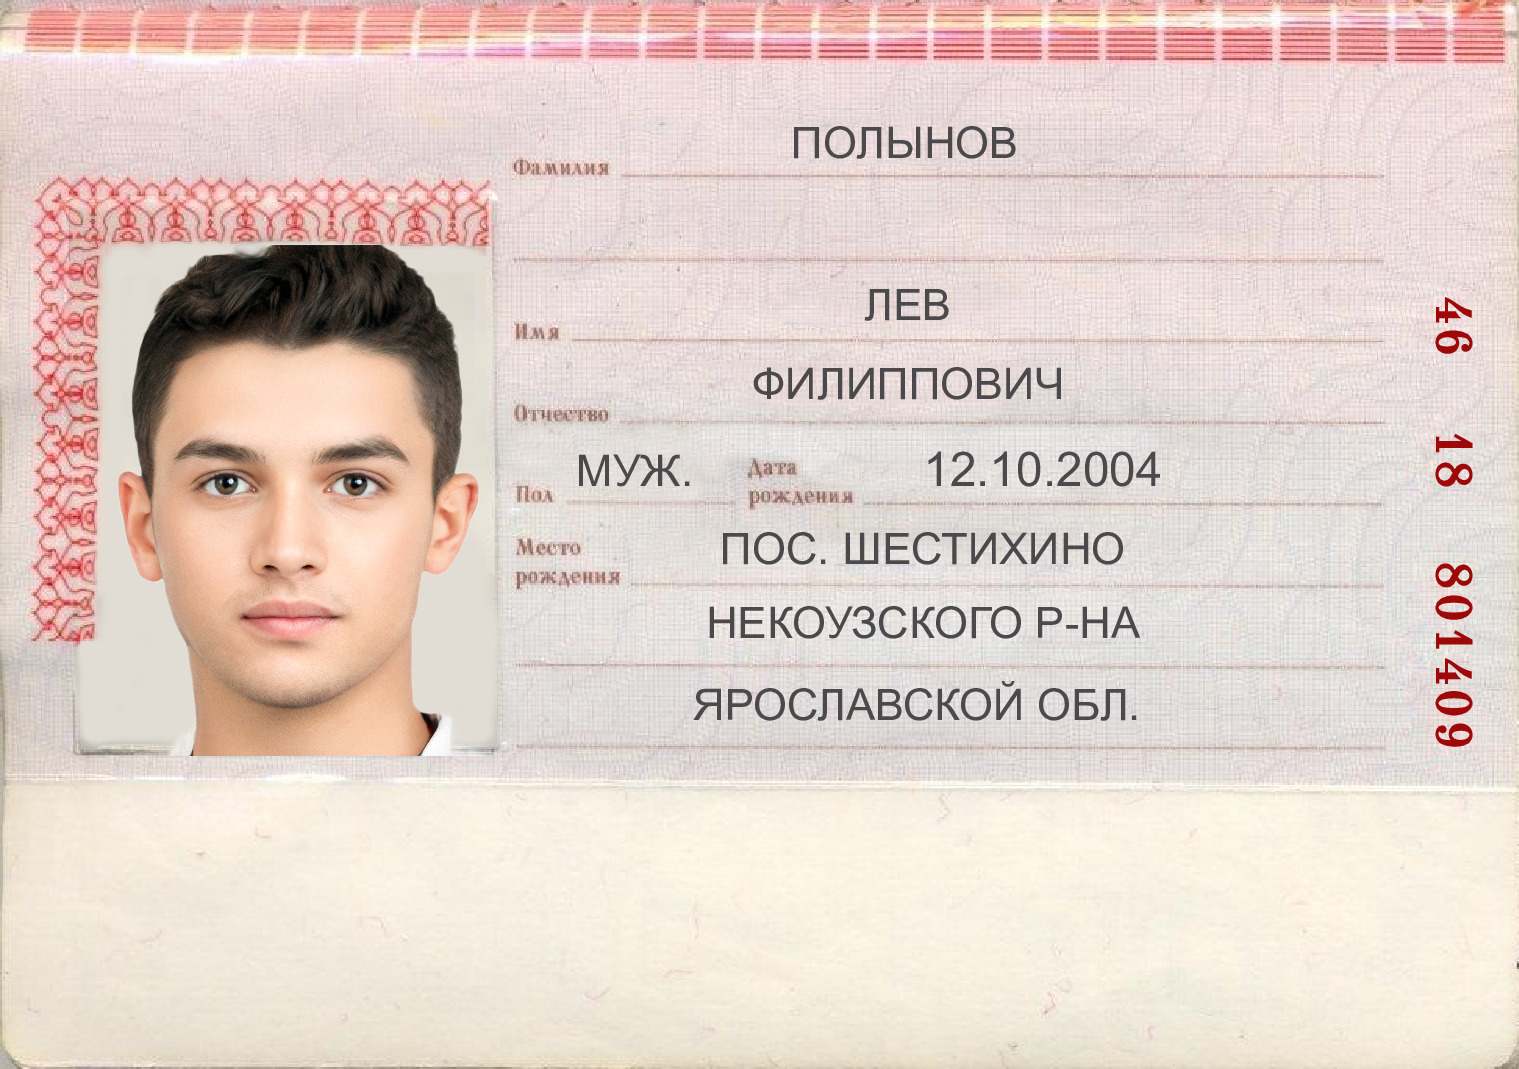 ПОЛЫНОВ
Фамилия
ЛЕВ
Имя
ФИЛИППОВИЧ
Отчество
МУЖ. Дата 12.10.2004
Пол рождения
Место ПОС. ШЕСТИХИНО
рождения
НЕКОУЗСКОГО Р-НА
ЯРОСЛАВСКОЙ ОБЛ.
46 18 801409